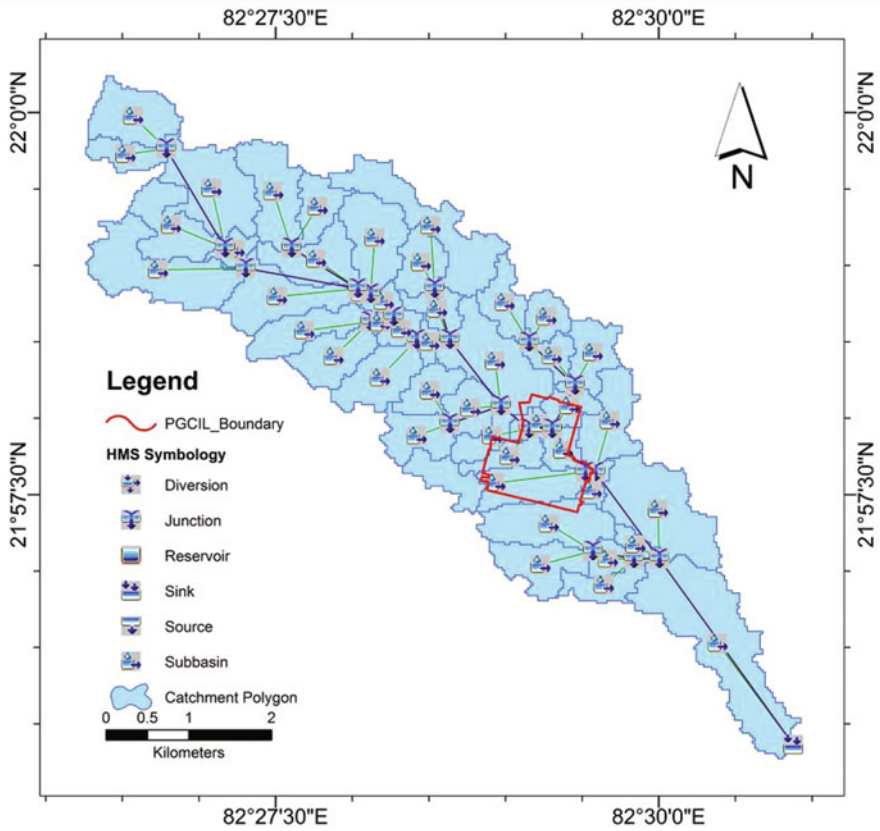 82°27'30"E 82°30'0"E
22°0'0"N 22°0'0"N
N
Legend
PGCIL_Boundary
HMS Symbology
Diversion
Junction
Reservoir
Sink
Source
Subbasin
Catchment Polygon
0 0.5 1 2
Kilometers
21°57'30"N 21°57'30"N
82°27'30"E 82°30'0"E